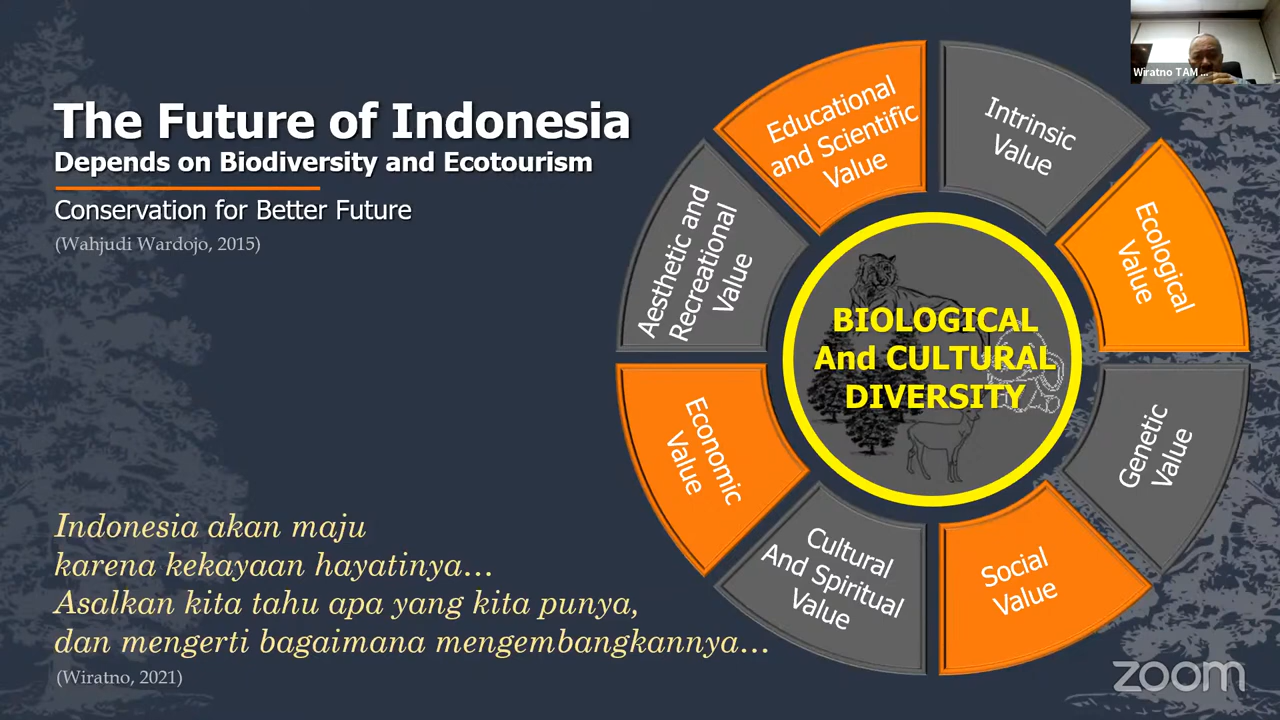 The Future of Indonesia
Depends on Biodiversity and Ecotourism
Conservation for Better Future
(Wahjudi Wardojo, 2015)
Indonesia akan maju
karena kekayaan hayatinya...
Asalkan kita tahu apa yang kita punya,
dan mengerti bagaimana mengembangkannya...
(Wiratno, 2021)
Educational
and Scientific
Value
Intrinsic
Value
Ecological
Value
Genetic
Value
Social
Value
Cultural
And Spiritual
Value
Economic
Value
Aesthetic and
Recreational
Value
BIOLOGICAL
And CULTURAL
DIVERSITY
Wiratno TAM ...
zoom